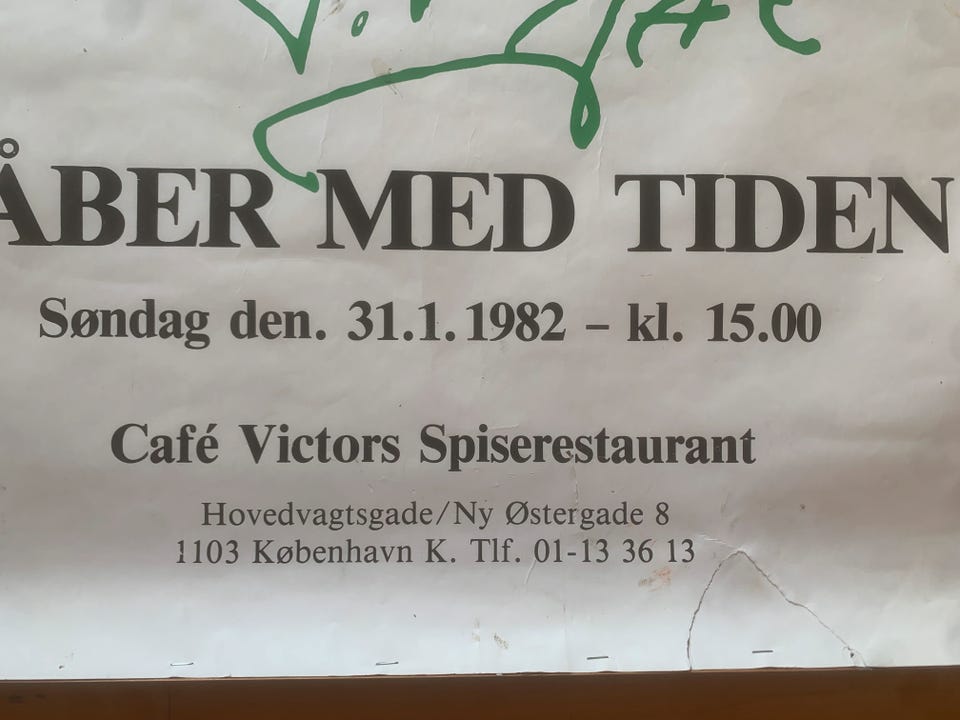 ÅBER MED TIDEN
Søndag den. 31.1.1982 – kl. 15.00
Café Victors Spiserestaurant
Hovedvagtsgade/Ny Østergade 8
1103 København K. Tlf. 01-13 36 13